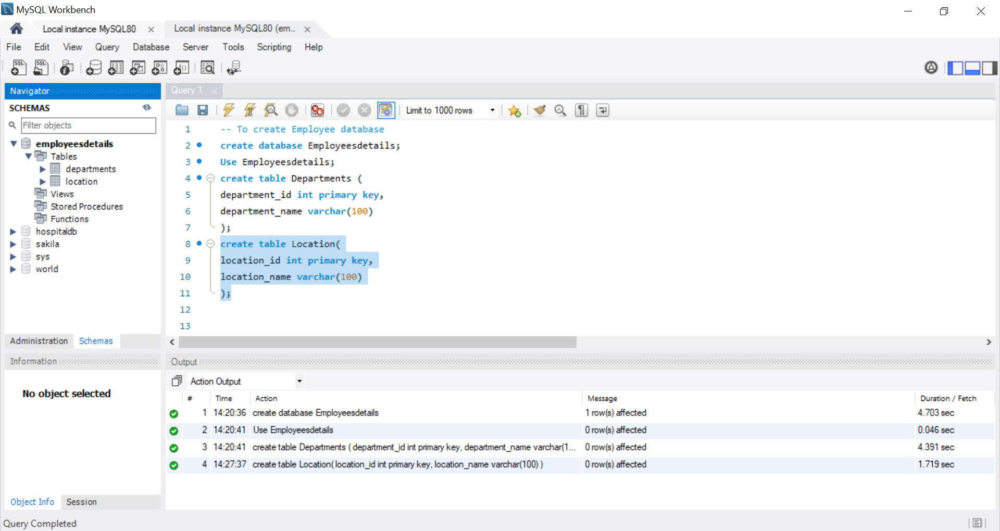 MySQL Workbench
Local instance MySQL80
Local instance MySQL80 (em...
File Edit View Query Database Server Tools Scripting Help
Navigator
SCHEMAS
Filter objects
employeesdetails
Tables
departments
location
Views
Stored Procedures
Functions
hospitaldb
sakila
sys
world
Administration Schemas
Information
No object selected
Object Info Session
Query 1
Limit to 1000 rows
1 -- To create Employee database
2 create database Employeesdetails;
3 Use Employeesdetails;
4 create table Departments (
5 department_id int primary key,
6 department_name varchar(100)
7 );
8 create table Location(
9 location_id int primary key,
10 location_name varchar(100)
11 );
12
13
Output
Action Output
# Time Action Message Duration / Fetch
1 14:20:36 create database Employeesdetails 1 row(s) affected 4.703 sec
2 14:20:41 Use Employeesdetails 0 row(s) affected 0.046 sec
3 14:20:41 create table Departments ( department_id int primary key, department_name varchar(1... 0 row(s) affected 4.391 sec
4 14:27:37 create table Location( location_id int primary key, location_name varchar(100) ) 0 row(s) affected 1.719 sec
Query Completed